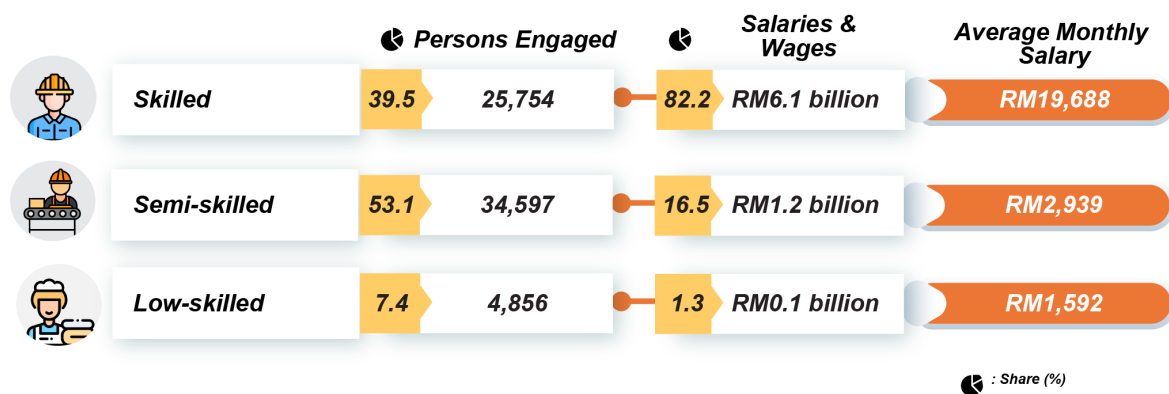 Persons Engaged
Salaries &
Wages
Average Monthly
Salary
Skilled 39.5 25,754 82.2 RM6.1 billion RM19,688
Semi-skilled 53.1 34,597 16.5 RM1.2 billion RM2,939
Low-skilled 7.4 4,856 1.3 RM0.1 billion RM1,592
: Share (%)